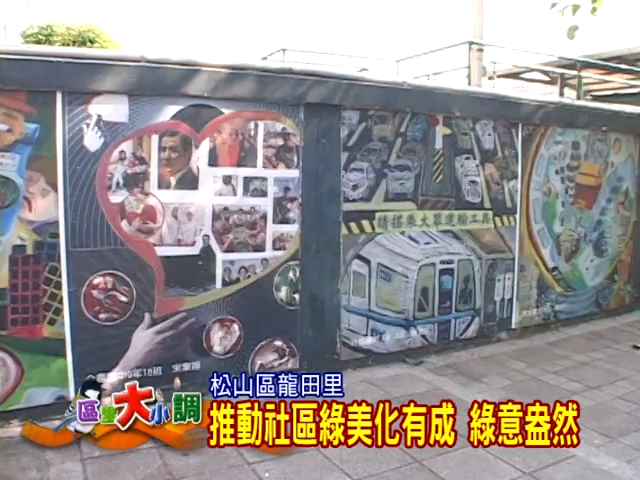 請搭乘大眾運輸工具
松山區龍田里
區里大小調
推動社區綠美化有成 綠意盎然